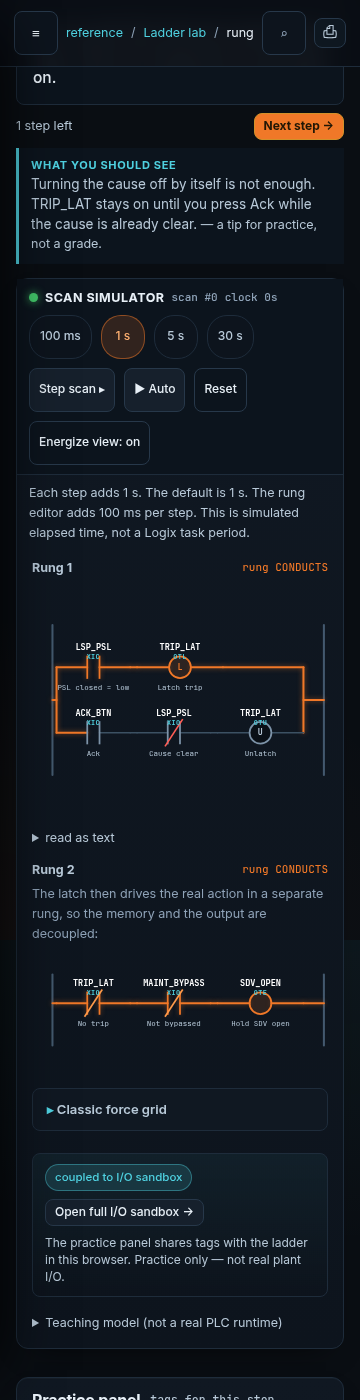 ≡ reference / Ladder lab / rung ⌕
on.
1 step left Next step →
WHAT YOU SHOULD SEE
Turning the cause off by itself is not enough.
TRIP_LAT stays on until you press Ack while
the cause is already clear. — a tip for practice,
not a grade.
SCAN SIMULATOR scan #0 clock 0s
100 ms 1 s 5 s 30 s
Step scan ▸ ▶ Auto Reset
Energize view: on
Each step adds 1 s. The default is 1 s. The rung
editor adds 100 ms per step. This is simulated
elapsed time, not a Logix task period.
Rung 1 rung CONDUCTS
LSP_PSL TRIP_LAT
XIC OTL
L
PSL closed = low Latch trip
ACK_BTN LSP_PSL TRIP_LAT
XIC XIO OTU
U
Ack Cause clear Unlatch
▶ read as text
Rung 2 rung CONDUCTS
The latch then drives the real action in a separate
rung, so the memory and the output are
decoupled:
TRIP_LAT MAINT_BYPASS SDV_OPEN
XIO XIO OTE
No trip Not bypassed Hold SDV open
▸ Classic force grid
coupled to I/O sandbox
Open full I/O sandbox →
The practice panel shares tags with the ladder
in this browser. Practice only — not real plant
I/O.
▶ Teaching model (not a real PLC runtime)
Practice panel tags for this step